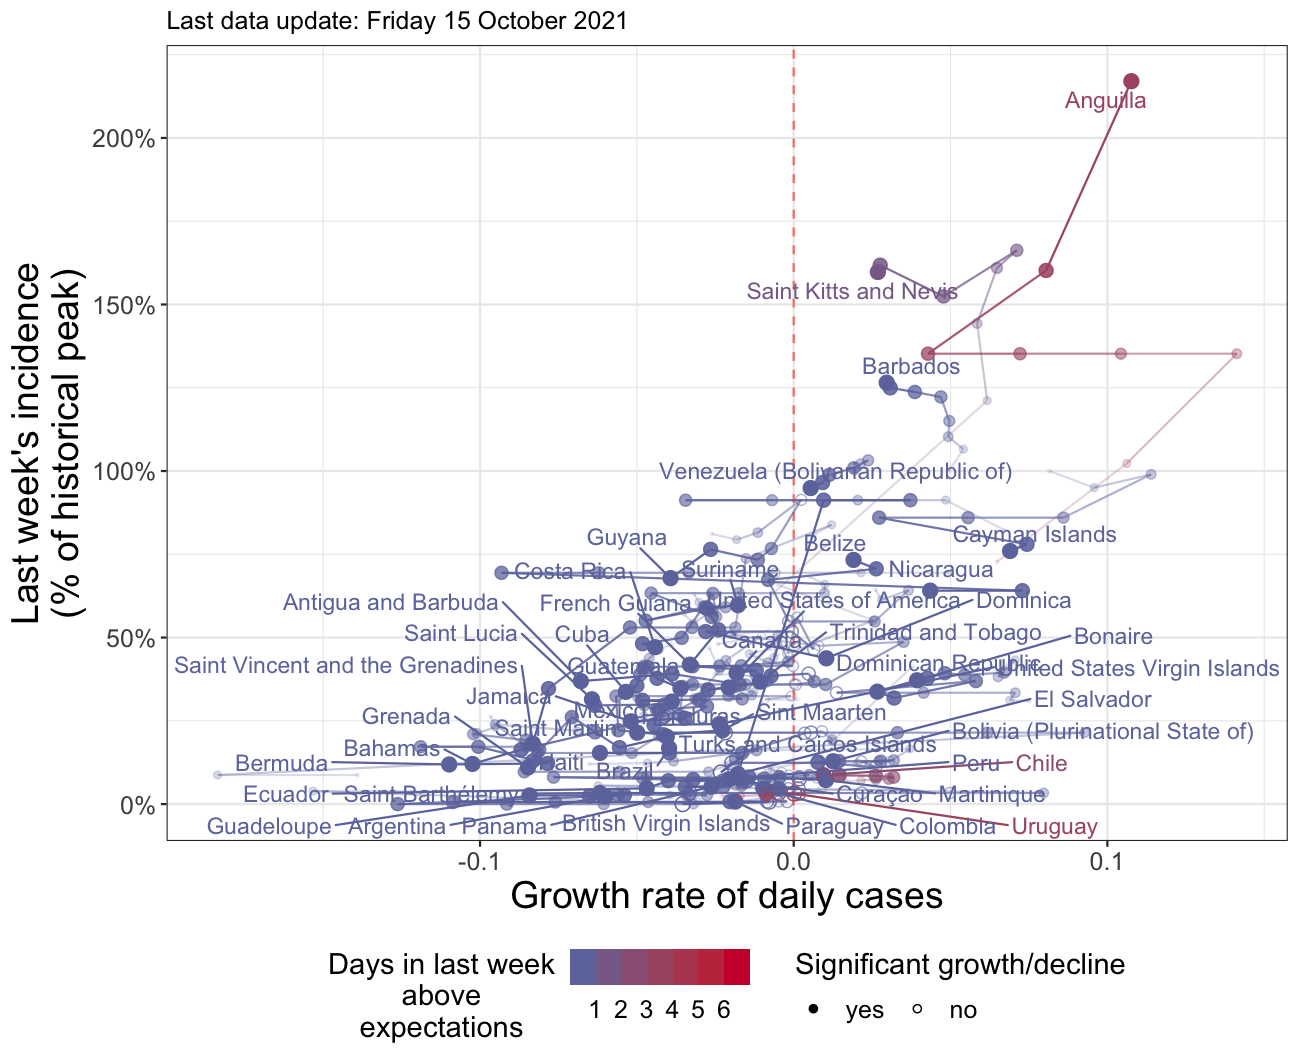 Last data update: Friday 15 October 2021
Last week's incidence
(% of historical peak)
200%
150%
100%
50%
0%
Anguilla
Saint Kitts and Nevis
Barbados
Venezuela (Bolivarian Republic of)
Cayman Islands
Guyana
Belize
Costa Rica
Suriname
Nicaragua
Antigua and Barbuda
French Guiana
United States of America
Dominica
Saint Lucia
Cuba
Canada
Trinidad and Tobago
Bonaire
Saint Vincent and the Grenadines
Guatemala
Dominican Republic
United States Virgin Islands
Jamaica
El Salvador
Grenada
Mexico
Honduras
Sint Maarten
Saint Martin
Bolivia (Plurinational State of)
Bahamas
Turks and Caicos Islands
Bermuda
Haiti
Brazil
Peru
Chile
Ecuador
Saint Barthélemy
Curaçao
Martinique
Guadeloupe
Argentina
Panama
British Virgin Islands
Paraguay
Colombia
Uruguay
-0.1
0.0
0.1
Growth rate of daily cases
Days in last week
above
expectations
1 2 3 4 5 6
Significant growth/decline
yes
no